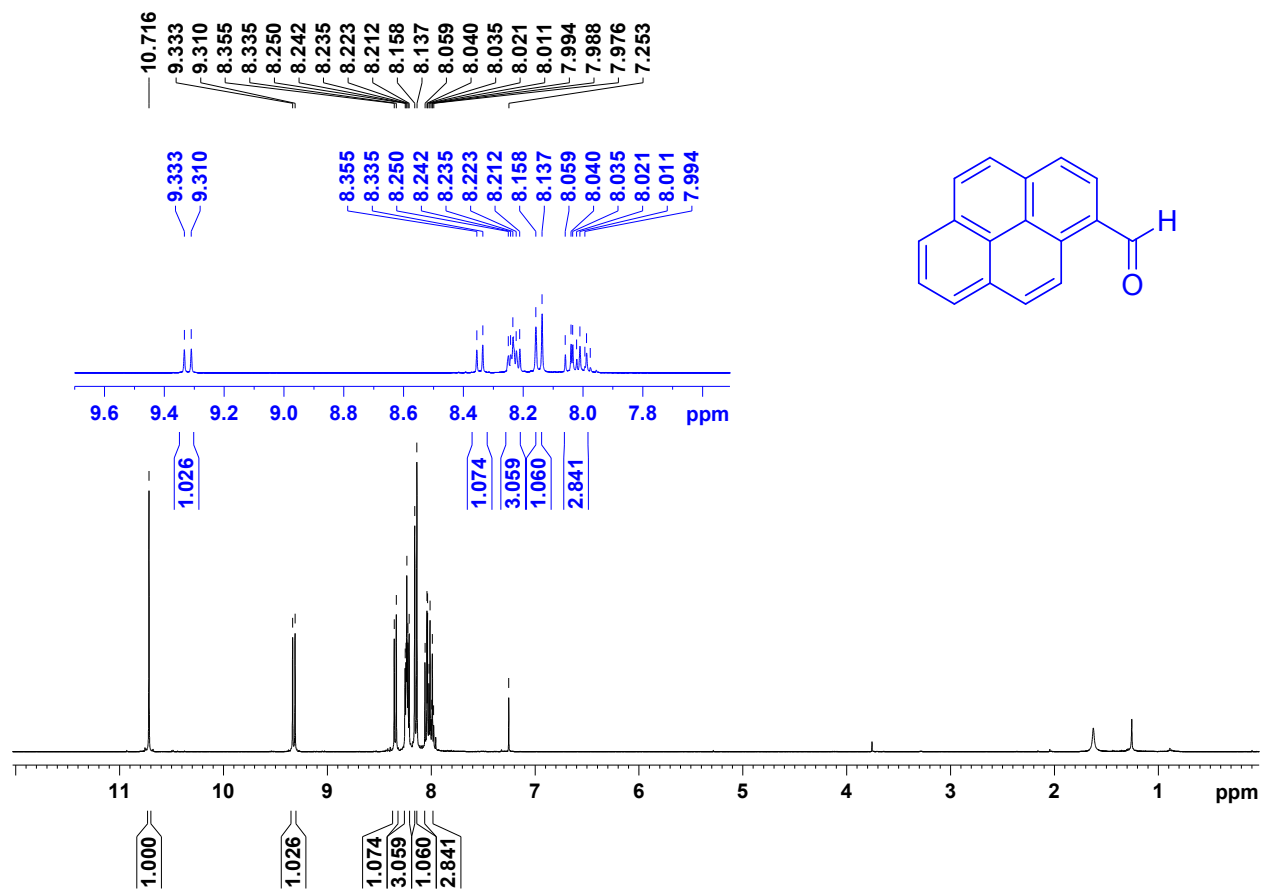 10.716 9.333 9.310 8.355 8.335 8.250 8.242 8.235 8.223 8.212 8.158 8.137 8.059 8.040 8.035 8.021 8.011 7.994 7.988 7.976 7.253
9.333 9.310 8.355 8.335 8.250 8.242 8.235 8.223 8.212 8.158 8.137 8.059 8.040 8.035 8.021 8.011 7.994
H
O
9.6 9.4 9.2 9.0 8.8 8.6 8.4 8.2 8.0 7.8 ppm
1.026 1.074 3.059 1.060 2.841
11 10 9 8 7 6 5 4 3 2 1 ppm
1.000 1.026 1.074 3.059 1.060 2.841